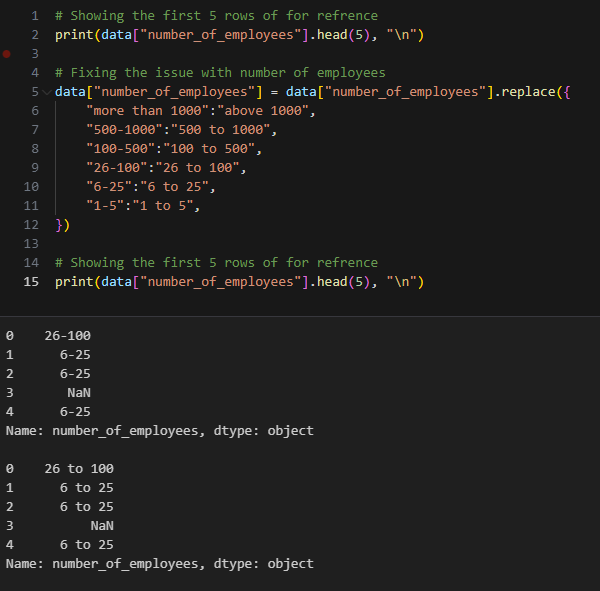 1 # Showing the first 5 rows of for refrence
2 print(data["number_of_employees"].head(5), "\n")
3
4 # Fixing the issue with number of employees
5 data["number_of_employees"] = data["number_of_employees"].replace({
6     "more than 1000":"above 1000",
7     "500-1000":"500 to 1000",
8     "100-500":"100 to 500",
9     "26-100":"26 to 100",
10     "6-25":"6 to 25",
11     "1-5":"1 to 5",
12 })
13
14 # Showing the first 5 rows of for refrence
15 print(data["number_of_employees"].head(5), "\n")
0    26-100
1      6-25
2      6-25
3       NaN
4      6-25
Name: number_of_employees, dtype: object
0    26 to 100
1      6 to 25
2      6 to 25
3          NaN
4      6 to 25
Name: number_of_employees, dtype: object